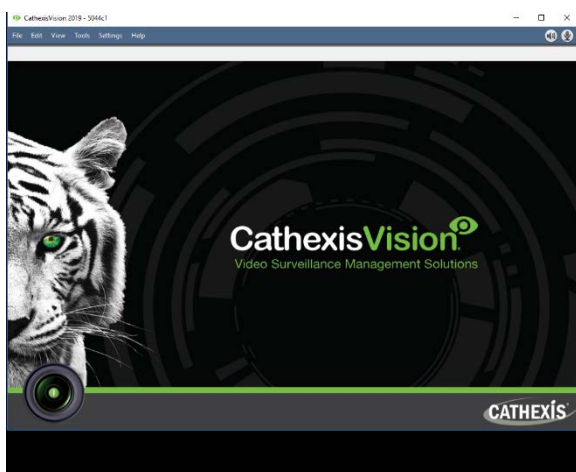 CathexisVision 2019 - 5044c1
File Edit View Tools Settings Help
CathexisVision
Video Surveillance Management Solutions
CATHEXIS